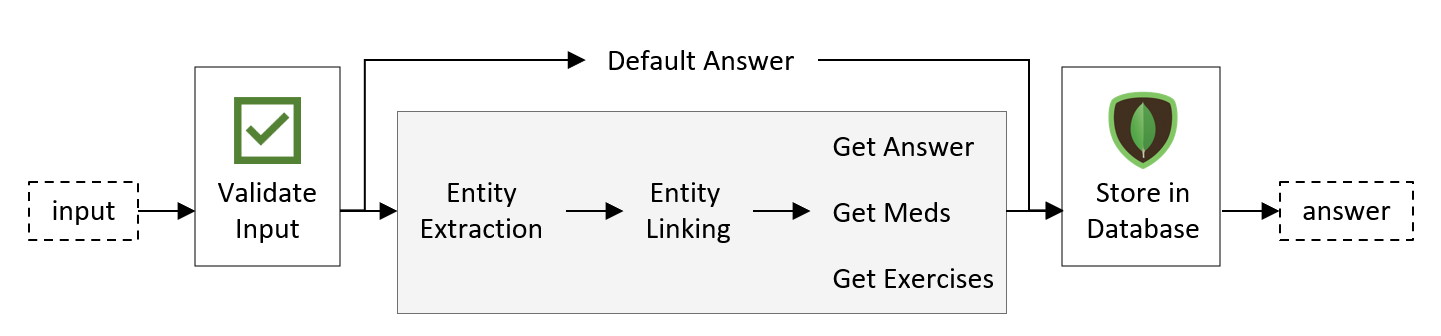 input
Validate
Input
Default Answer
Entity
Extraction
Entity
Linking
Get Answer
Get Meds
Get Exercises
Store in
Database
answer